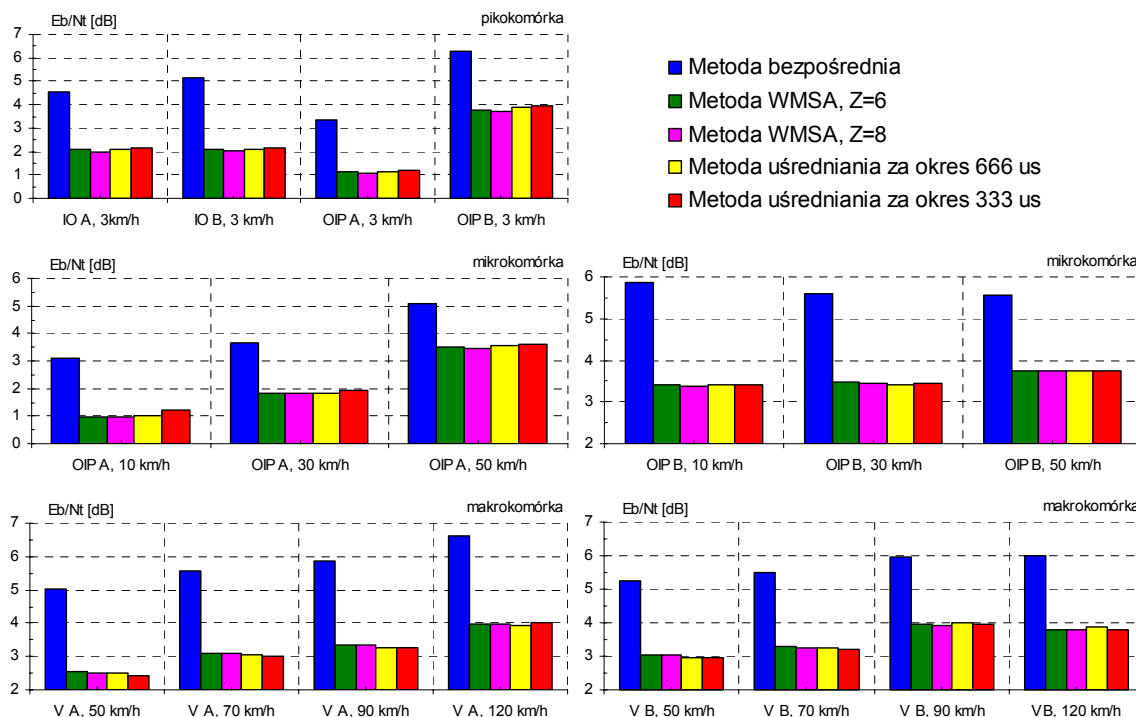 Eb/Nt [dB]
pikokomórka
7
6
5
4
3
2
1
0
IO A, 3km/h
IO B, 3 km/h
OIP A, 3 km/h
OIP B, 3 km/h
Metoda bezpośrednia
Metoda WMSA, Z=6
Metoda WMSA, Z=8
Metoda uśredniania za okres 666 us
Metoda uśredniania za okres 333 us
Eb/Nt [dB]
mikrokomórka
6
5
4
3
2
1
0
OIP A, 10 km/h
OIP A, 30 km/h
OIP A, 50 km/h
Eb/Nt [dB]
mikrokomórka
6
5
4
3
2
OIP B, 10 km/h
OIP B, 30 km/h
OIP B, 50 km/h
Eb/Nt [dB]
makrokomórka
7
6
5
4
3
2
V A, 50 km/h
V A, 70 km/h
V A, 90 km/h
V A, 120 km/h
Eb/Nt [dB]
makrokomórka
7
6
5
4
3
2
V B, 50 km/h
V B, 70 km/h
V B, 90 km/h
V B, 120 km/h